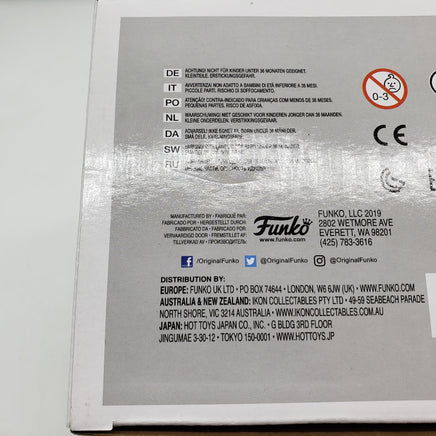 DE ACHTUNG! NICHT FÜR KINDER UNTER 36 MONATEN GEEIGNET.
KLEINTEILE. ERSTICKUNGSGEFAHR.
IT AVVERTENZA! NON ADATTO A BAMBINI DI ETÀ INFERIORE A 36 MESI.
PICCOLE PARTI. RISCHIO DI SOFFOCAMENTO.
PO ATENÇÃO! CONTRA-INDICADO PARA CRIANÇAS COM MENOS DE 36 MESES.
PEQUENAS PARTES. RISCO DE ASFIXIA.
NL WAARSCHUWING! NIET GESCHIKT VOOR KINDEREN JONGER DAN 36 MAANDEN.
KLEINE ONDERDELEN. VERSTIKKINGSGEVAAR.
DA ADVARSEL! IKKE EGNET TIL BØRN UNDER 36 MÅNEDER.
SMÅ DELE.
SW
RU
0-3
CE
MANUFACTURED BY • FABRIQUÉ PAR:
FABRICADO POR • HERGESTELLT DURCH:
FABRICATO DA • FABRICADO POR:
VERVAARDIGD DOOR • FREMSTILLET AF:
TILLVERKAD AV • ПРОИЗВОДИТЕЛЬ:
Funko
www.funko.com
FUNKO, LLC 2019
2802 WETMORE AVE
EVERETT, WA 98201
(425) 783-3616
/OriginalFunko @OriginalFunko @OriginalFunko
DISTRIBUTION BY:
EUROPE: FUNKO UK LTD • PO BOX 74644 • LONDON, W6 6JW (UK) • WWW.FUNKO.COM
AUSTRALIA & NEW ZEALAND: IKON COLLECTABLES PTY LTD • 49-59 SEABEACH PARADE
NORTH SHORE, VIC 3214 AUSTRALIA • WWW.IKONCOLLECTABLES.COM.AU
JAPAN: HOT TOYS JAPAN CO., INC. • G BLDG 3RD FLOOR
JINGUMAE 3-30-12 • TOKYO 150-0001 • WWW.HOTTOYS.JP